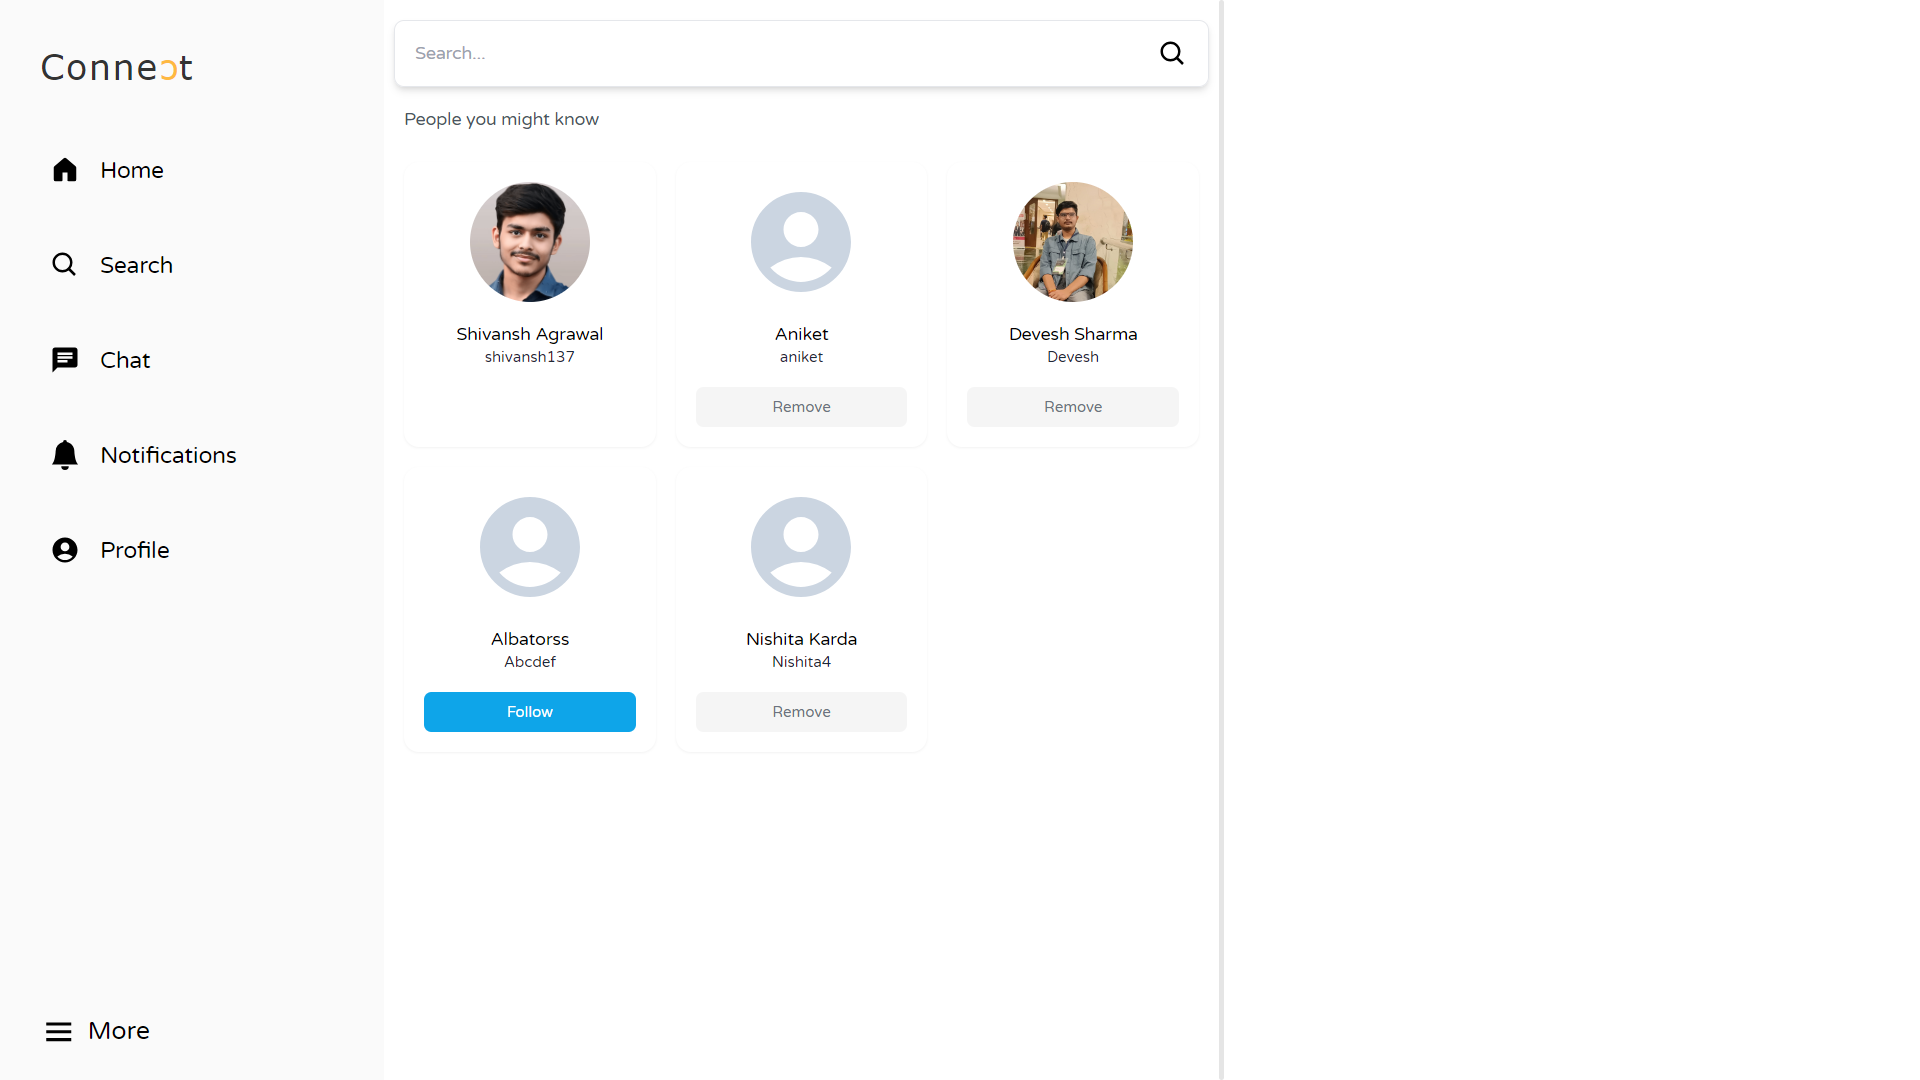 Conneɔt
Home
Search
Chat
Notifications
Profile
More
Search...
People you might know
Shivansh Agrawal
shivansh137
Aniket
aniket
Remove
Devesh Sharma
Devesh
Remove
Albatorss
Abcdef
Follow
Nishita Karda
Nishita4
Remove